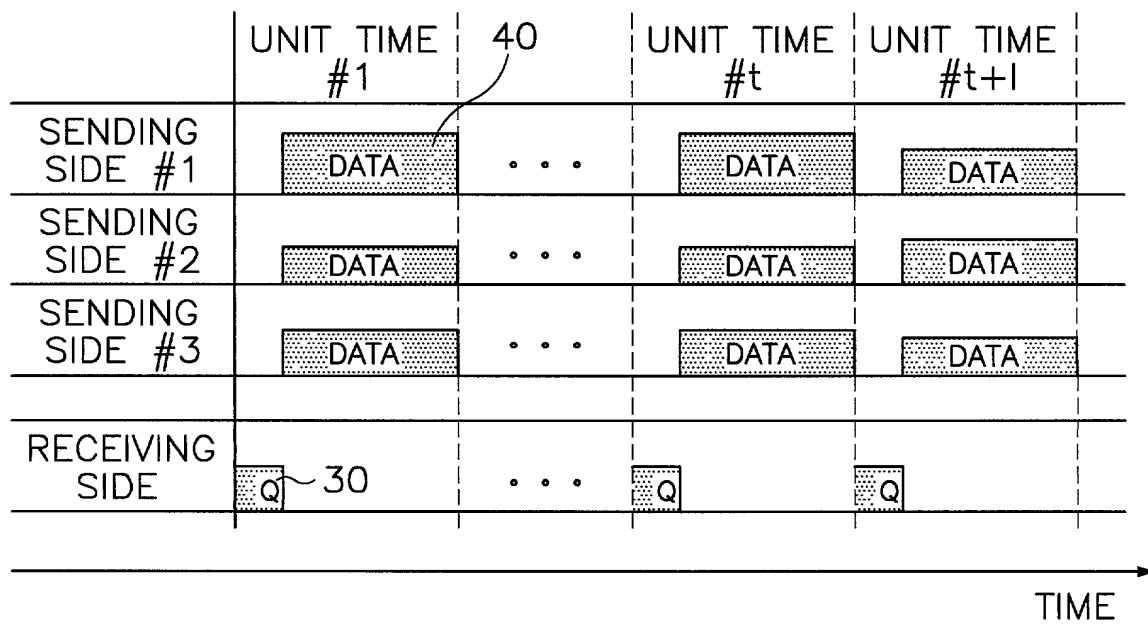 UNIT TIME #1
40
UNIT TIME #t
UNIT TIME #t+1
SENDING SIDE #1
DATA
• • •
DATA
DATA
SENDING SIDE #2
DATA
• • •
DATA
DATA
SENDING SIDE #3
DATA
• • •
DATA
DATA
RECEIVING SIDE
Q
30
• • •
Q
Q
TIME